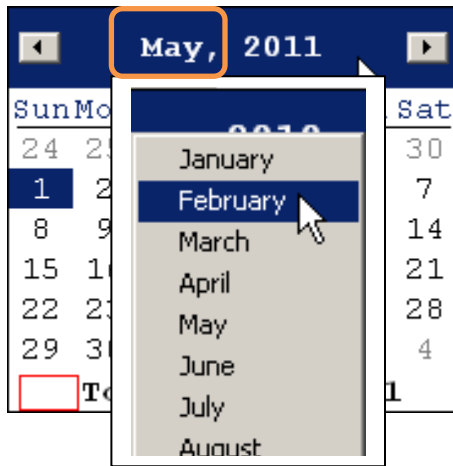 May, 2011
Sun Sat
24 30
1 7
8 14
15 21
22 28
29 4
January
February
March
April
May
June
July
August